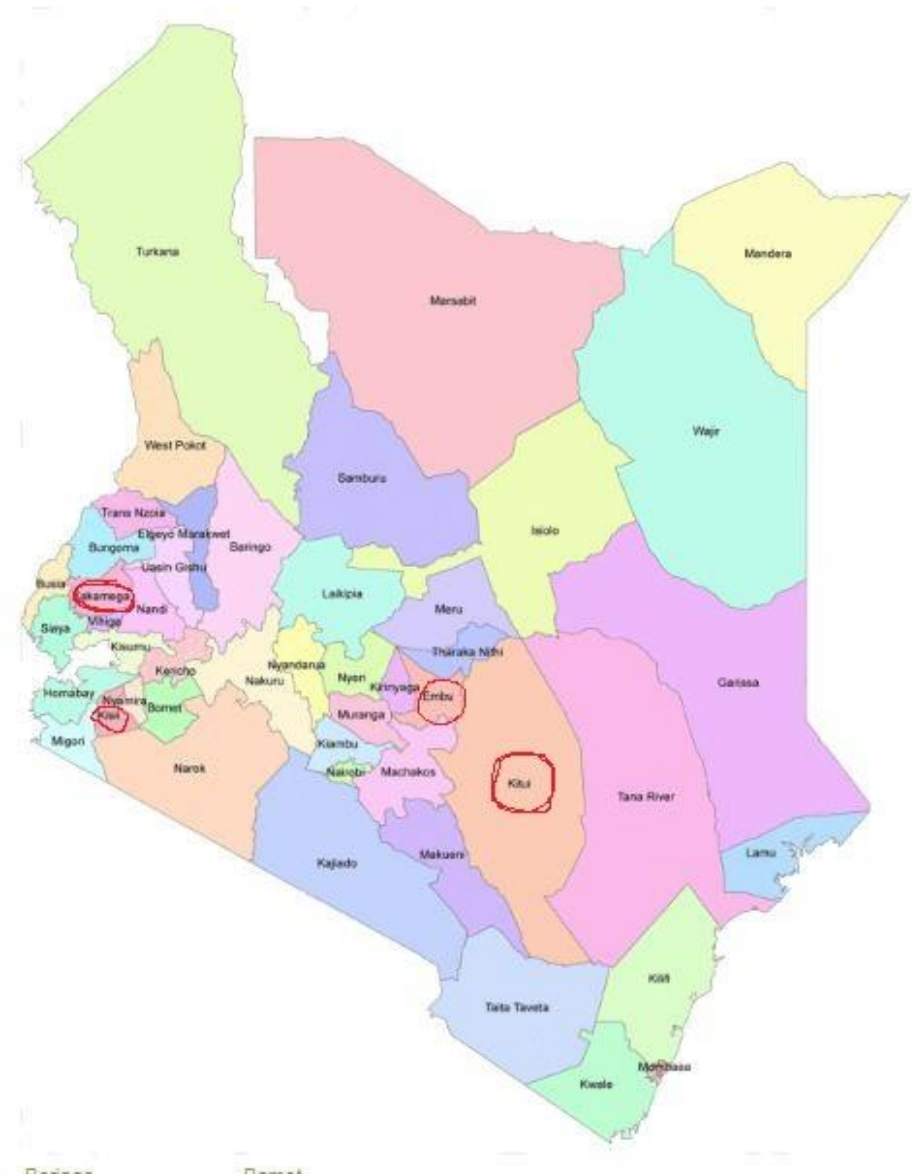 Turkana
Mandera
Marsabit
Wajir
West Pokot
Samburu
Trans Nzoia
Isiolo
Elgeyo Marakwet
Bungoma
Baringo
Uasin Gishu
Busia
Kakamega
Laikipia
Nandi
Meru
Vihiga
Siaya
Kisumu
Tharaka Nithi
Nyandarua
Kericho
Nyeri
Nakuru
Garissa
Kirinyaga
Homabay
Embu
Nyamira
Bomet
Kisii
Muranga
Migori
Kiambu
Narok
Nairobi
Machakos
Kitui
Tana River
Makueni
Lamu
Kajiado
Kilifi
Taita Taveta
Mombasa
Kwale